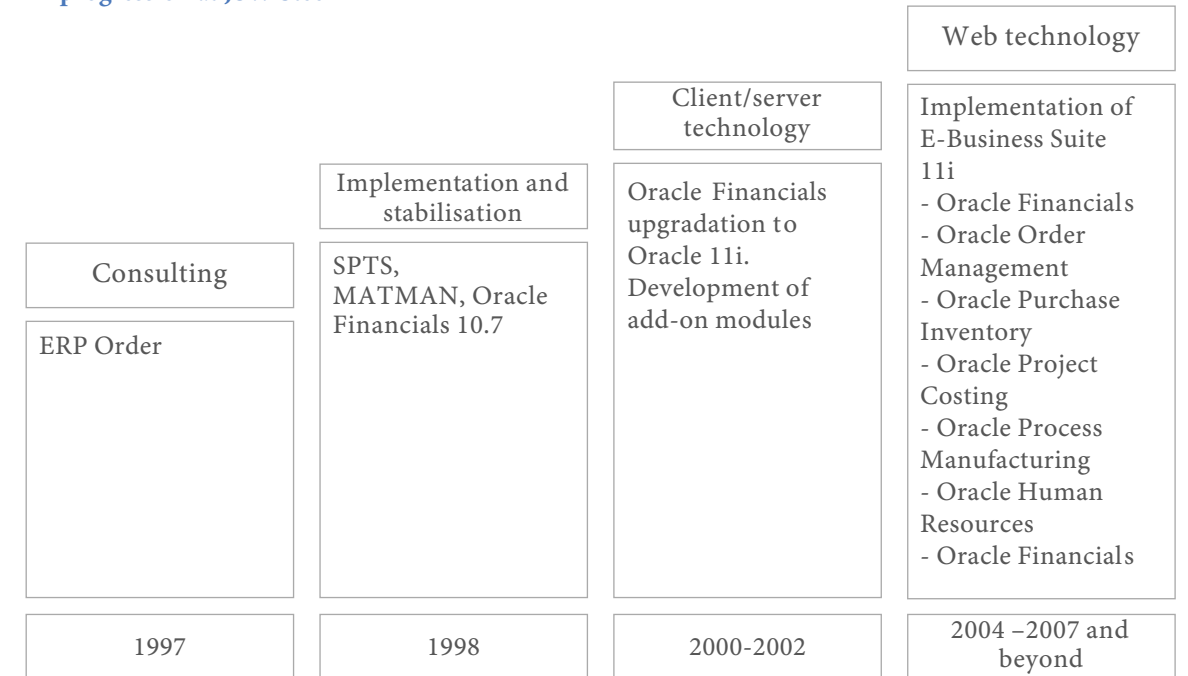 Consulting
ERP Order
1997
Implementation and
stabilisation
SPTS,
MATMAN, Oracle
Financials 10.7
1998
Client/server
technology
Oracle Financials
upgradation to
Oracle 11i.
Development of
add-on modules
2000-2002
Web technology
Implementation of
E-Business Suite
11i
- Oracle Financials
- Oracle Order
Management
- Oracle Purchase
Inventory
- Oracle Project
Costing
- Oracle Process
Manufacturing
- Oracle Human
Resources
- Oracle Financials
2004 –2007 and
beyond